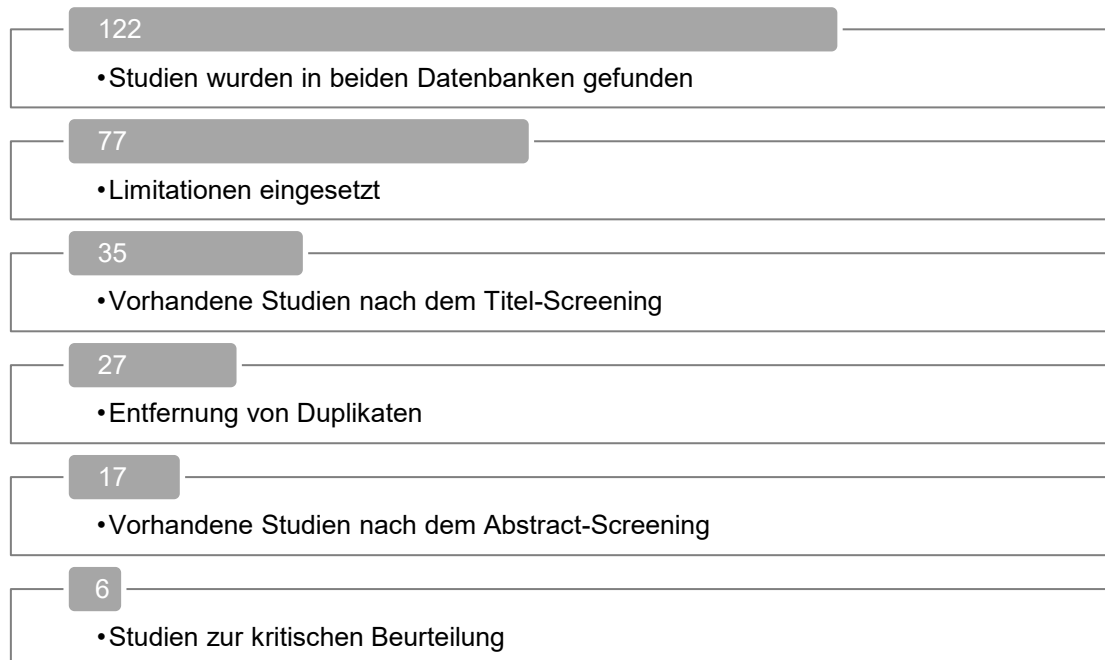 122
•Studien wurden in beiden Datenbanken gefunden
77
•Limitationen eingesetzt
35
•Vorhandene Studien nach dem Titel-Screening
27
•Entfernung von Duplikaten
17
•Vorhandene Studien nach dem Abstract-Screening
6
•Studien zur kritischen Beurteilung